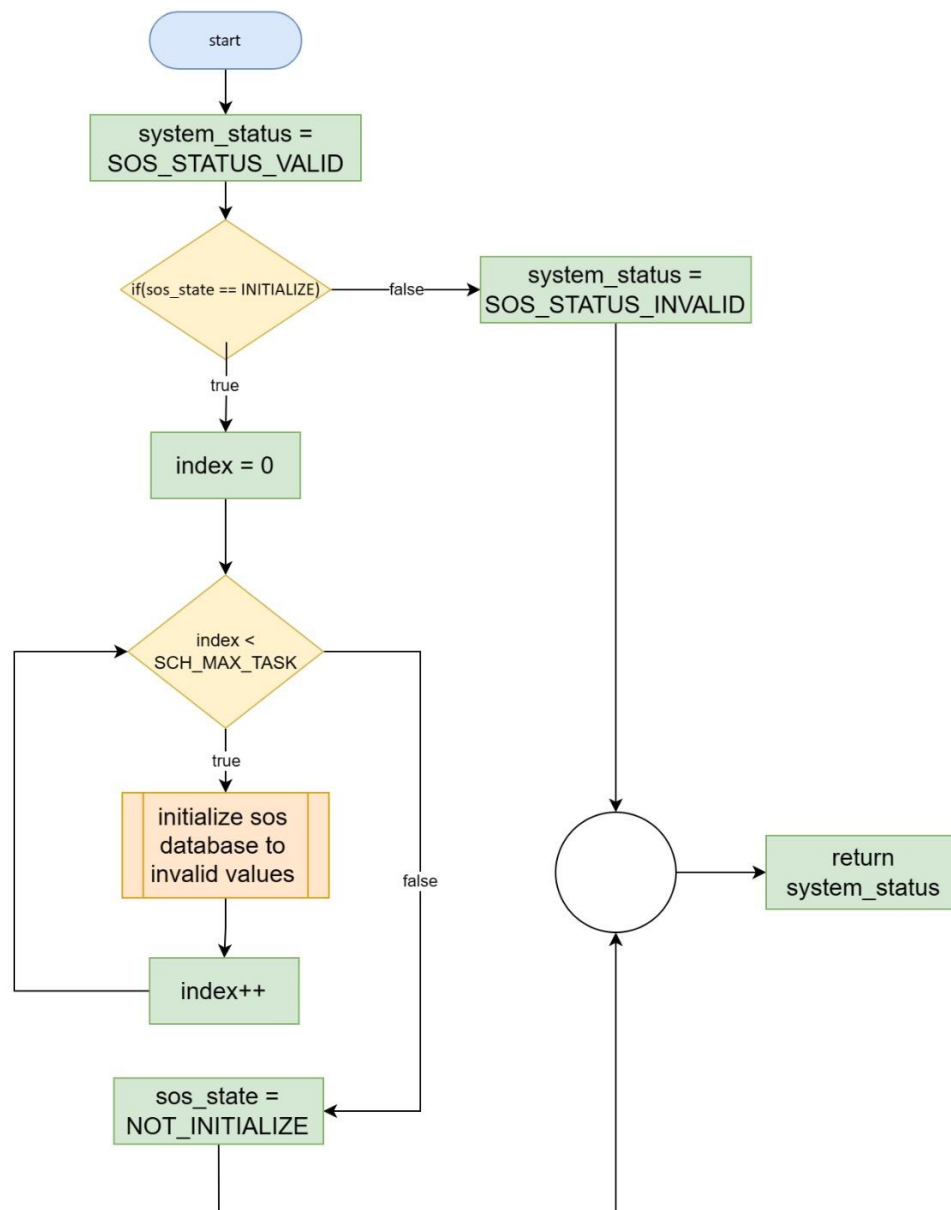 start
system_status =
SOS_STATUS_VALID
if(sos_state == INITIALIZE)
false
system_status =
SOS_STATUS_INVALID
true
index = 0
index <
SCH_MAX_TASK
true
initialize sos
database to
invalid values
false
return
system_status
index++
sos_state =
NOT_INITIALIZE